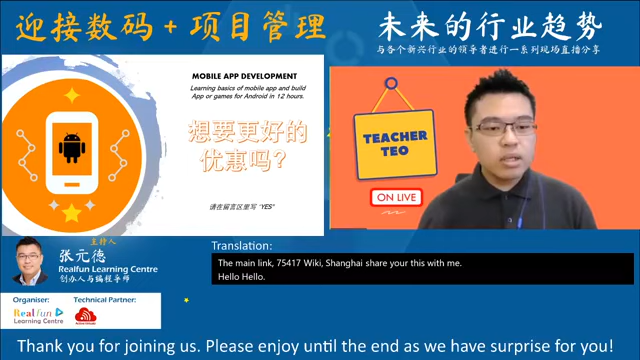 迎接数码 + 项目管理
未来的行业趋势
与各个新兴行业的领导者进行一系列现场直播分享
MOBILE APP DEVELOPMENT
Learning basics of mobile app and build
App or games for Android in 12 hours.
想要更好的
优惠吗?
请在留言区里写 "YES"
TEACHER
TEO
ON LIVE
主持人
张元德
Realfun Learning Centre
创办人与编程导师
Translation:
The main link, 75417 Wiki, Shanghai share your this with me.
Hello Hello.
Organiser:
Technical Partner:
Realfun
Learning Centre
Thank you for joining us. Please enjoy until the end as we have surprise for you!